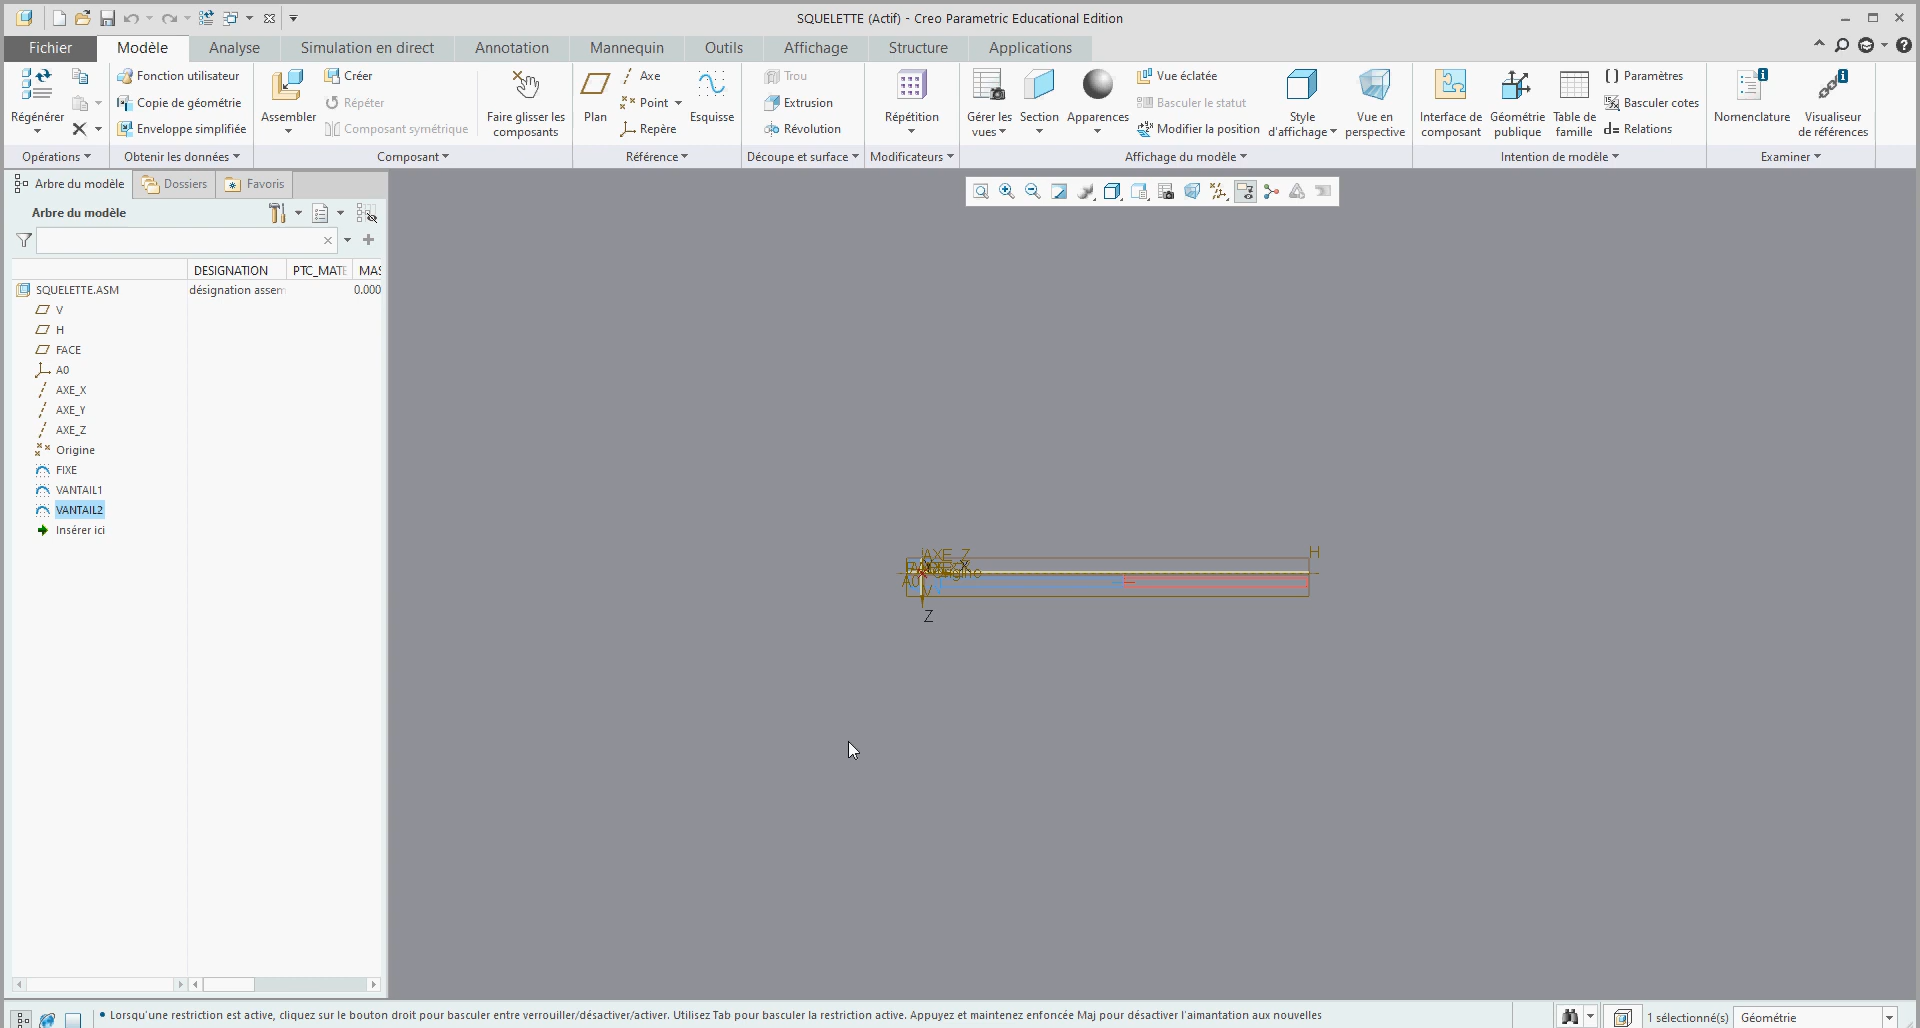 SQUELETTE (Actif) - Creo Parametric Educational Edition
Fichier Modèle Analyse Simulation en direct Annotation Mannequin Outils Affichage Structure Applications
Régénérer
Opérations
Fonction utilisateur
Copie de géométrie
Enveloppe simplifiée
Obtenir les données
Assembler
Créer
Répéter
Composant symétrique
Composant
Faire glisser les composants
Plan
Axe
Point
Repère
Esquisse
Référence
Trou
Extrusion
Révolution
Découpe et surface
Répétition
Modificateurs
Gérer les vues
Section
Apparences
Vue éclatée
Basculer le statut
Modifier la position
Style d'affichage
Vue en perspective
Affichage du modèle
Interface de composant
Géométrie publique
Table de famille
Paramètres
Basculer cotes
Relations
Intention de modèle
Nomenclature
Visualiseur de références
Examiner
Arbre du modèle Dossiers Favoris
Arbre du modèle
DESIGNATION PTC_MATE MAS
SQUELETTE.ASM désignation assem 0.000
V
H
FACE
A0
AXE_X
AXE_Y
AXE_Z
Origine
FIXE
VANTAIL1
VANTAIL2
Insérer ici
AXE_Z
H
A0
Z
Lorsqu'une restriction est active, cliquez sur le bouton droit pour basculer entre verrouiller/désactiver/activer. Utilisez Tab pour basculer la restriction active. Appuyez et maintenez enfoncée Maj pour désactiver l'aimantation aux nouvelles
1 sélectionné(s) Géométrie